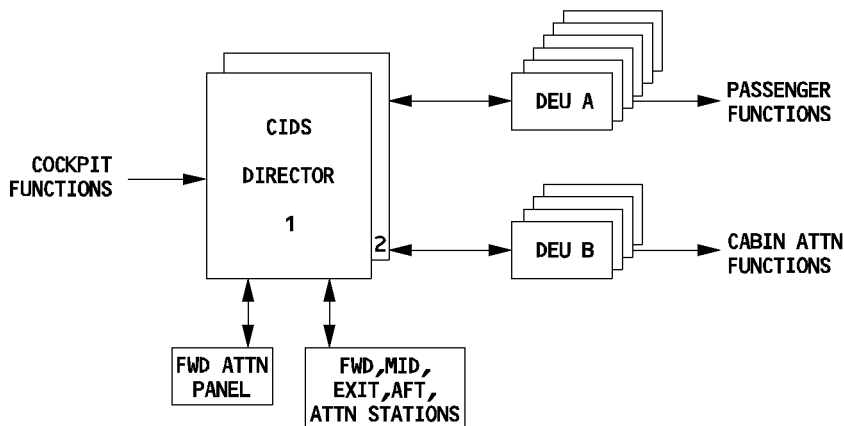 CIDS
DIRECTOR
1
2
COCKPIT
FUNCTIONS
DEU A
PASSENGER
FUNCTIONS
DEU B
CABIN ATTN
FUNCTIONS
FWD ATTN
PANEL
FWD,MID,
EXIT,AFT,
ATTN STATIONS